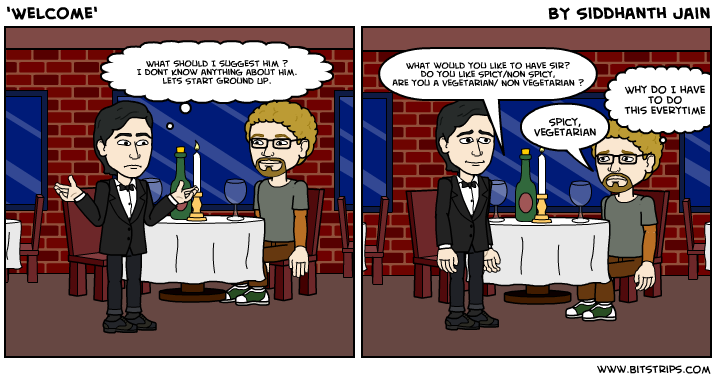 'WELCOME'
BY SIDDHANTH JAIN
WHAT SHOULD I SUGGEST HIM ?
I DONT KNOW ANYTHING ABOUT HIM.
LETS START GROUND UP.
WHAT WOULD YOU LIKE TO HAVE SIR?
DO YOU LIKE SPICY/NON SPICY,
ARE YOU A VEGETARIAN/ NON VEGETARIAN ?
SPICY,
VEGETARIAN
WHY DO I HAVE
TO DO
THIS EVERYTIME
WWW.BITSTRIPS.COM